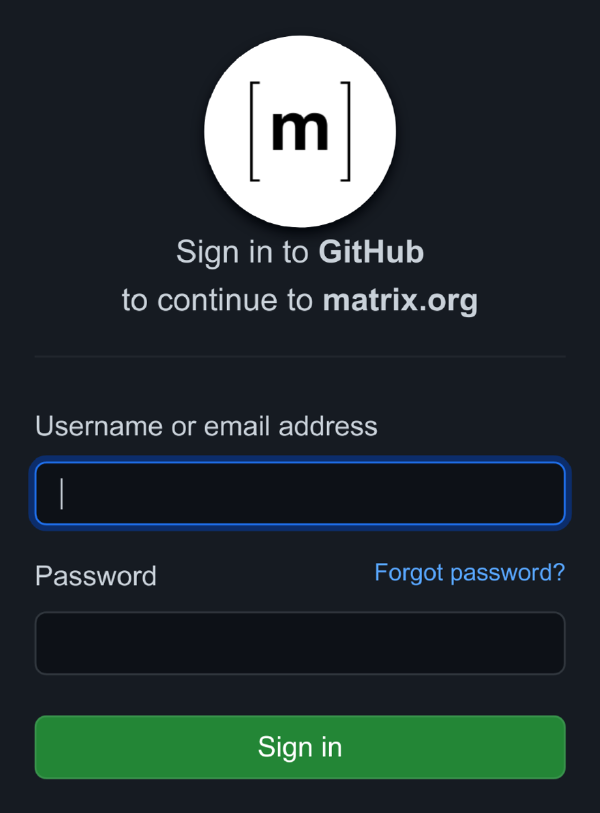 [m]
Sign in to GitHub
to continue to matrix.org
Username or email address
Password
Forgot password?
Sign in